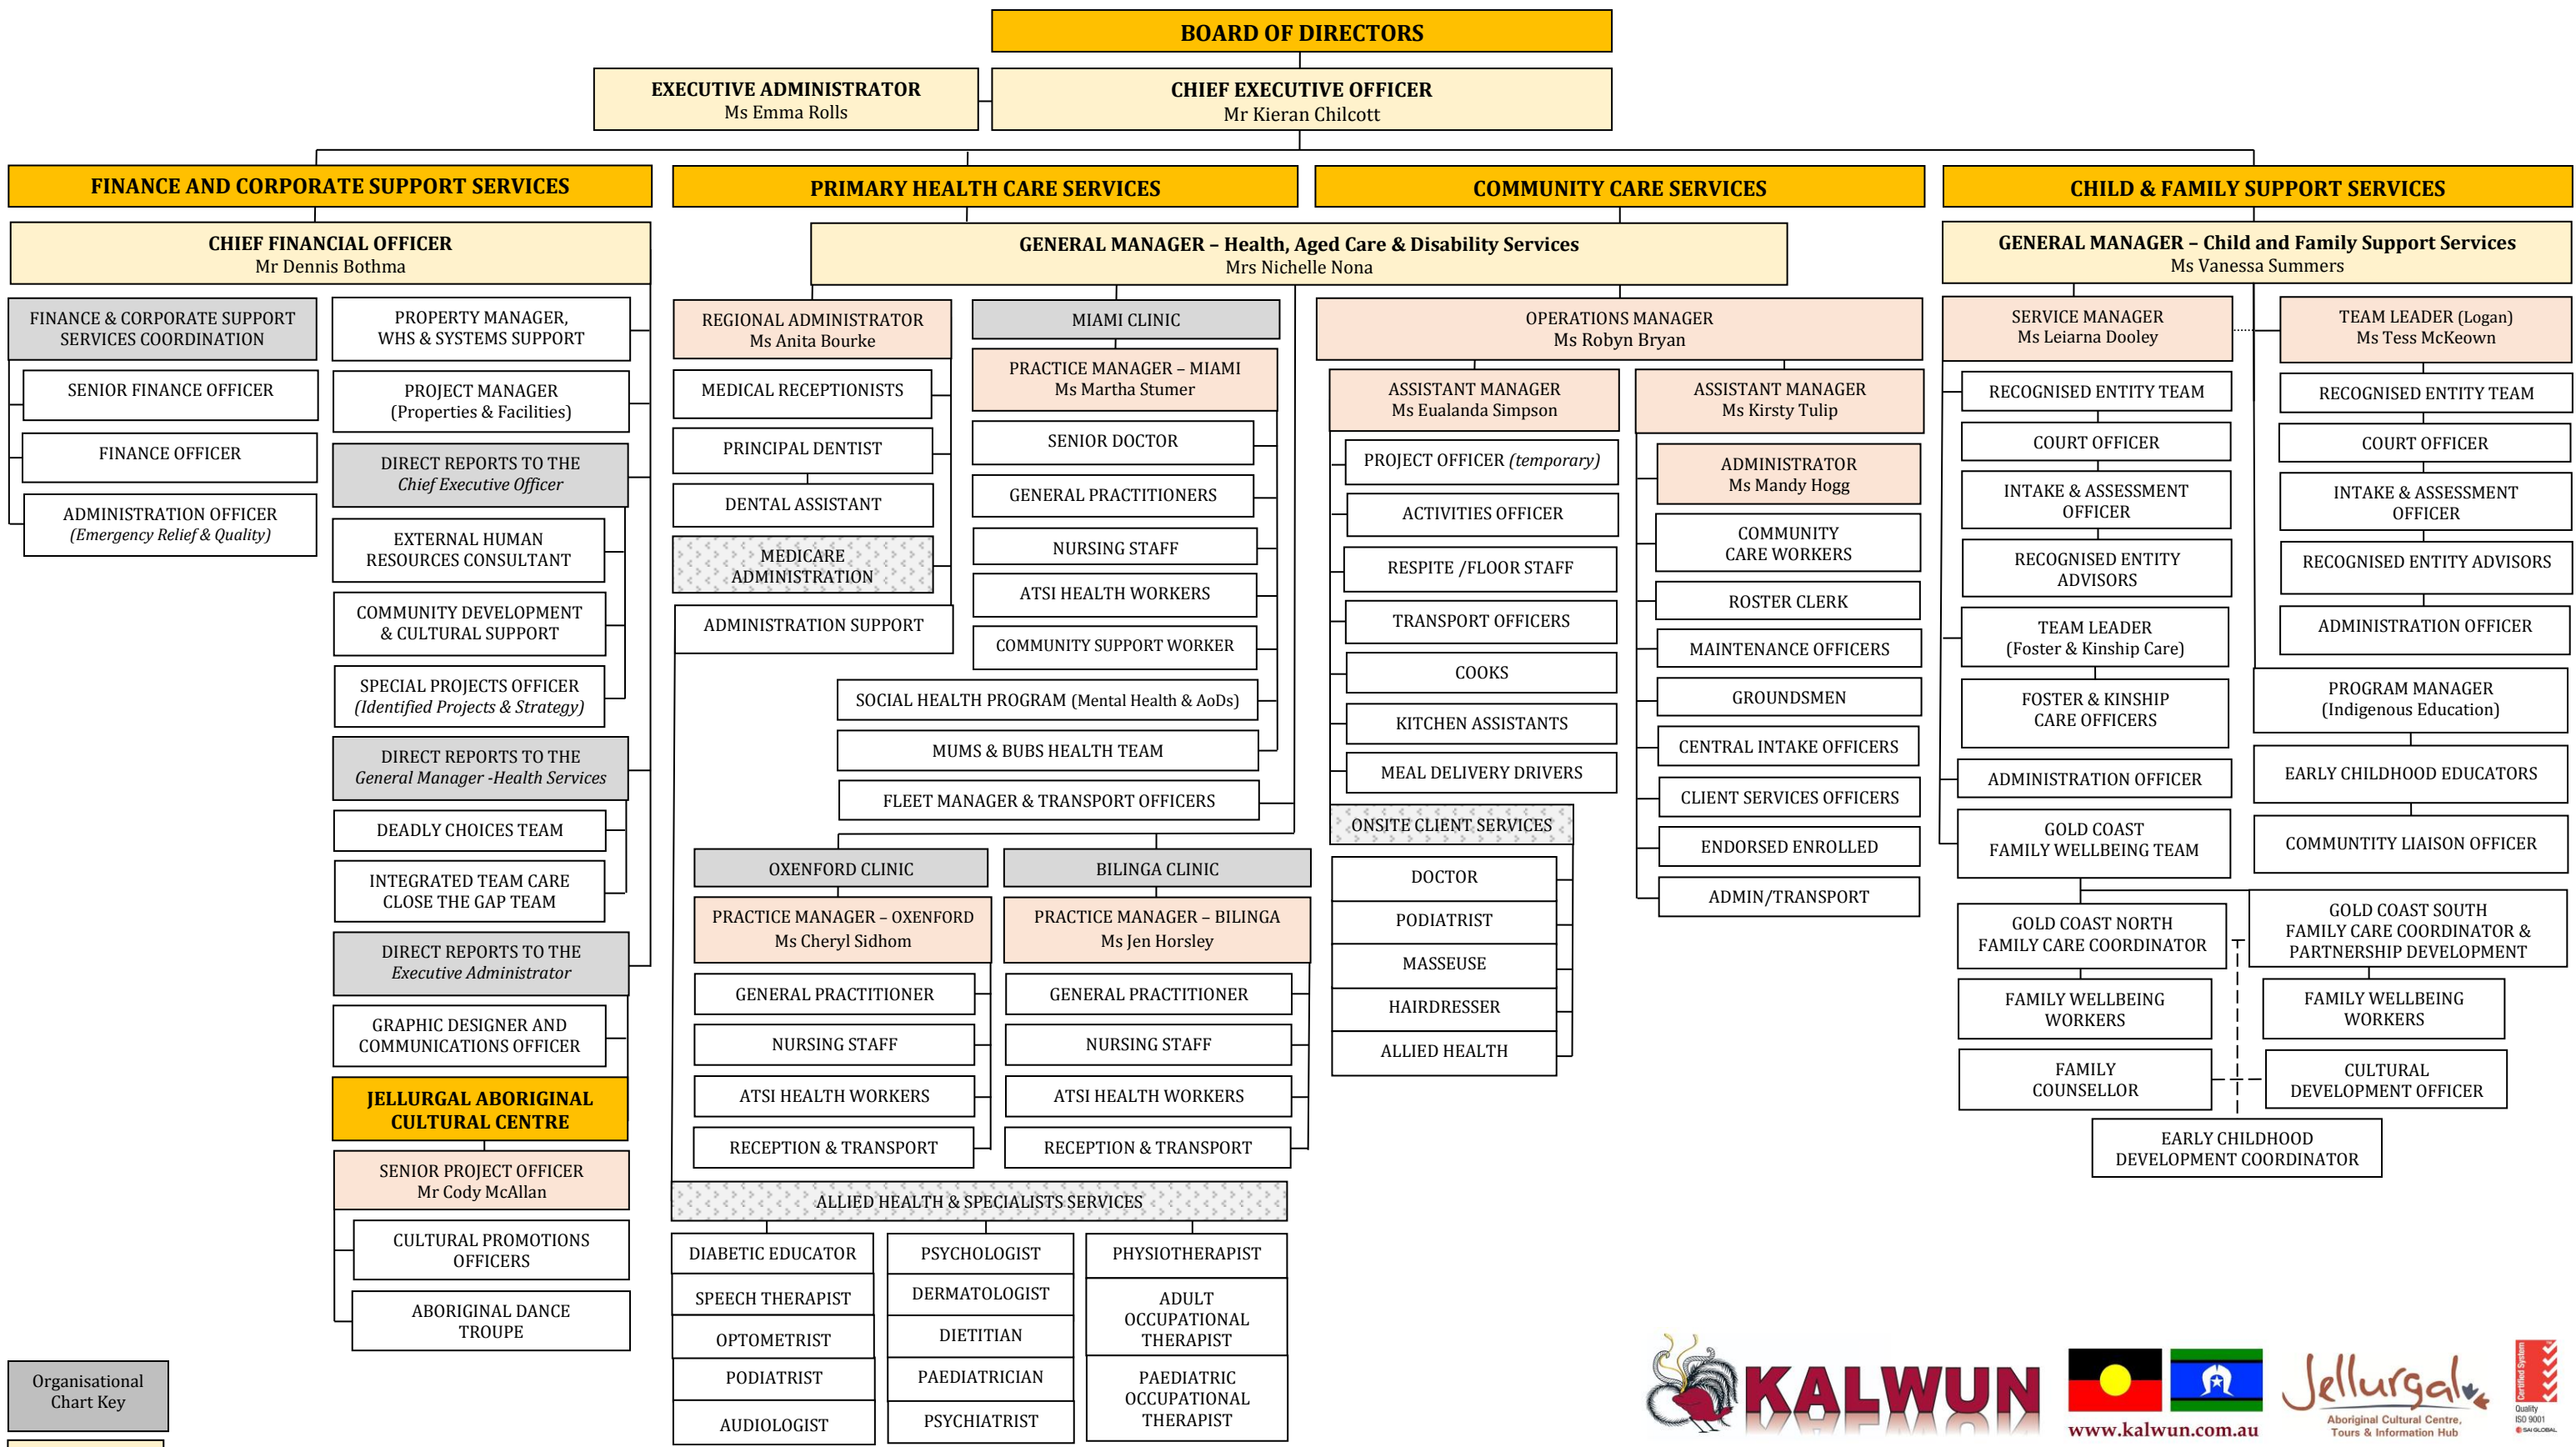 BOARD OF DIRECTORS
EXECUTIVE ADMINISTRATOR
Ms Emma Rolls
CHIEF EXECUTIVE OFFICER
Mr Kieran Chilcott
FINANCE AND CORPORATE SUPPORT SERVICES
CHIEF FINANCIAL OFFICER
Mr Dennis Bothma
FINANCE & CORPORATE SUPPORT
SERVICES COORDINATION
SENIOR FINANCE OFFICER
FINANCE OFFICER
ADMINISTRATION OFFICER
(Emergency Relief & Quality)
PROPERTY MANAGER,
WHS & SYSTEMS SUPPORT
PROJECT MANAGER
(Properties & Facilities)
DIRECT REPORTS TO THE
Chief Executive Officer
EXTERNAL HUMAN
RESOURCES CONSULTANT
COMMUNITY DEVELOPMENT
& CULTURAL SUPPORT
SPECIAL PROJECTS OFFICER
(Identified Projects & Strategy)
DIRECT REPORTS TO THE
General Manager -Health Services
DEADLY CHOICES TEAM
INTEGRATED TEAM CARE
CLOSE THE GAP TEAM
DIRECT REPORTS TO THE
Executive Administrator
GRAPHIC DESIGNER AND
COMMUNICATIONS OFFICER
JELLURGAL ABORIGINAL
CULTURAL CENTRE
SENIOR PROJECT OFFICER
Mr Cody McAllan
CULTURAL PROMOTIONS
OFFICERS
ABORIGINAL DANCE
TROUPE
Organisational
Chart Key
PRIMARY HEALTH CARE SERVICES
COMMUNITY CARE SERVICES
GENERAL MANAGER – Health, Aged Care & Disability Services
Mrs Nichelle Nona
REGIONAL ADMINISTRATOR
Ms Anita Bourke
MEDICAL RECEPTIONISTS
PRINCIPAL DENTIST
DENTAL ASSISTANT
MEDICARE
ADMINISTRATION
ADMINISTRATION SUPPORT
MIAMI CLINIC
PRACTICE MANAGER – MIAMI
Ms Martha Stumer
SENIOR DOCTOR
GENERAL PRACTITIONERS
NURSING STAFF
ATSI HEALTH WORKERS
COMMUNITY SUPPORT WORKER
SOCIAL HEALTH PROGRAM (Mental Health & AoDs)
MUMS & BUBS HEALTH TEAM
FLEET MANAGER & TRANSPORT OFFICERS
OXENFORD CLINIC
PRACTICE MANAGER – OXENFORD
Ms Cheryl Sidhom
GENERAL PRACTITIONER
NURSING STAFF
ATSI HEALTH WORKERS
RECEPTION & TRANSPORT
BILINGA CLINIC
PRACTICE MANAGER – BILINGA
Ms Jen Horsley
GENERAL PRACTITIONER
NURSING STAFF
ATSI HEALTH WORKERS
RECEPTION & TRANSPORT
ALLIED HEALTH & SPECIALISTS SERVICES
DIABETIC EDUCATOR
SPEECH THERAPIST
OPTOMETRIST
PODIATRIST
AUDIOLOGIST
PSYCHOLOGIST
DERMATOLOGIST
DIETITIAN
PAEDIATRICIAN
PSYCHIATRIST
PHYSIOTHERAPIST
ADULT
OCCUPATIONAL
THERAPIST
PAEDIATRIC
OCCUPATIONAL
THERAPIST
OPERATIONS MANAGER
Ms Robyn Bryan
ASSISTANT MANAGER
Ms Eualanda Simpson
PROJECT OFFICER (temporary)
ACTIVITIES OFFICER
RESPITE /FLOOR STAFF
TRANSPORT OFFICERS
COOKS
KITCHEN ASSISTANTS
MEAL DELIVERY DRIVERS
ONSITE CLIENT SERVICES
DOCTOR
PODIATRIST
MASSEUSE
HAIRDRESSER
ALLIED HEALTH
ASSISTANT MANAGER
Ms Kirsty Tulip
ADMINISTRATOR
Ms Mandy Hogg
COMMUNITY
CARE WORKERS
ROSTER CLERK
MAINTENANCE OFFICERS
GROUNDSMEN
CENTRAL INTAKE OFFICERS
CLIENT SERVICES OFFICERS
ENDORSED ENROLLED
ADMIN/TRANSPORT
CHILD & FAMILY SUPPORT SERVICES
GENERAL MANAGER – Child and Family Support Services
Ms Vanessa Summers
SERVICE MANAGER
Ms Leiarna Dooley
RECOGNISED ENTITY TEAM
COURT OFFICER
INTAKE & ASSESSMENT
OFFICER
RECOGNISED ENTITY
ADVISORS
TEAM LEADER
(Foster & Kinship Care)
FOSTER & KINSHIP
CARE OFFICERS
ADMINISTRATION OFFICER
GOLD COAST
FAMILY WELLBEING TEAM
TEAM LEADER (Logan)
Ms Tess McKeown
RECOGNISED ENTITY TEAM
COURT OFFICER
INTAKE & ASSESSMENT
OFFICER
RECOGNISED ENTITY ADVISORS
ADMINISTRATION OFFICER
PROGRAM MANAGER
(Indigenous Education)
EARLY CHILDHOOD EDUCATORS
COMMUNTITY LIAISON OFFICER
GOLD COAST NORTH
FAMILY CARE COORDINATOR
FAMILY WELLBEING
WORKERS
FAMILY
COUNSELLOR
GOLD COAST SOUTH
FAMILY CARE COORDINATOR &
PARTNERSHIP DEVELOPMENT
FAMILY WELLBEING
WORKERS
CULTURAL
DEVELOPMENT OFFICER
EARLY CHILDHOOD
DEVELOPMENT COORDINATOR
KALWUN
www.kalwun.com.au
Jellurgal
Aboriginal Cultural Centre,
Tours & Information Hub
Certified System
Quality
ISO 9001
SAI GLOBAL